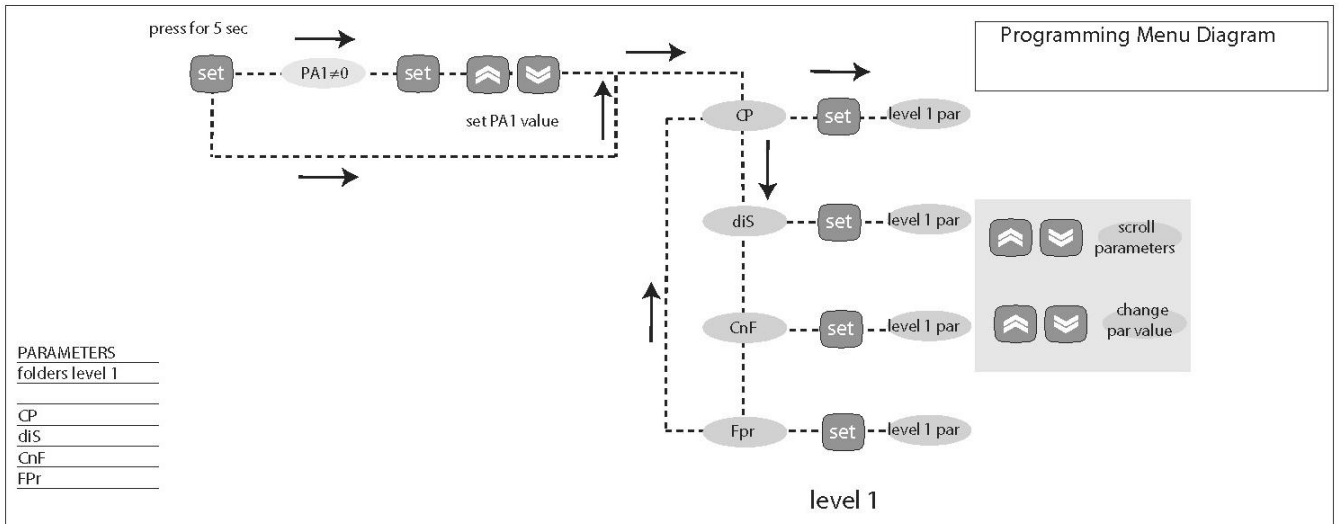 press for 5 sec
Programming Menu Diagram
set
PA1≠0
set
set PA1 value
CP
set
level 1 par
diS
set
level 1 par
scroll
parameters
CnF
set
level 1 par
change
par value
PARAMETERS
folders level 1
CP
diS
CnF
FPr
Fpr
set
level 1 par
level 1